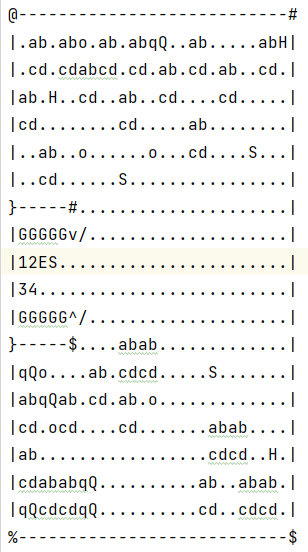 @---------------------------#
|.ab.abo.ab.abqQ..ab.....abH|
|.cd.cdabcd.cd.ab.cd.ab..cd.|
|ab.H..cd..ab..cd....cd.....|
|cd........cd.....ab........|
|..ab..o......o...cd....S...|
|..cd......S................|
}-----#.....................|
|GGGGGv/....................|
|12ES.......................|
|34.........................|
|GGGGG^/....................|
}-----$....abab.............|
|qQo....ab.cdcd.....S.......|
|abqQab.cd.ab.o.............|
|cd.ocd....cd.......abab....|
|ab.................cdcd..H.|
|cdababqQ..........ab..abab.|
|qQcdcdqQ..........cd..cdcd.|
%---------------------------$